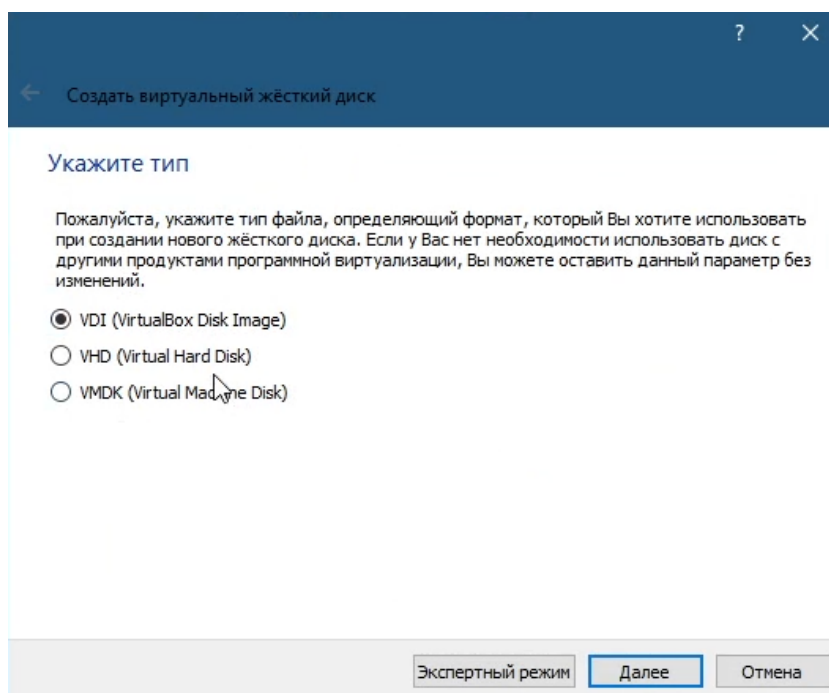 ?
Создать виртуальный жёсткий диск
Укажите тип
Пожалуйста, укажите тип файла, определяющий формат, который Вы хотите использовать
при создании нового жёсткого диска. Если у Вас нет необходимости использовать диск с
другими продуктами программной виртуализации, Вы можете оставить данный параметр без
изменений.
VDI (VirtualBox Disk Image)
VHD (Virtual Hard Disk)
VMDK (Virtual Machine Disk)
Экспертный режим Далее Отмена